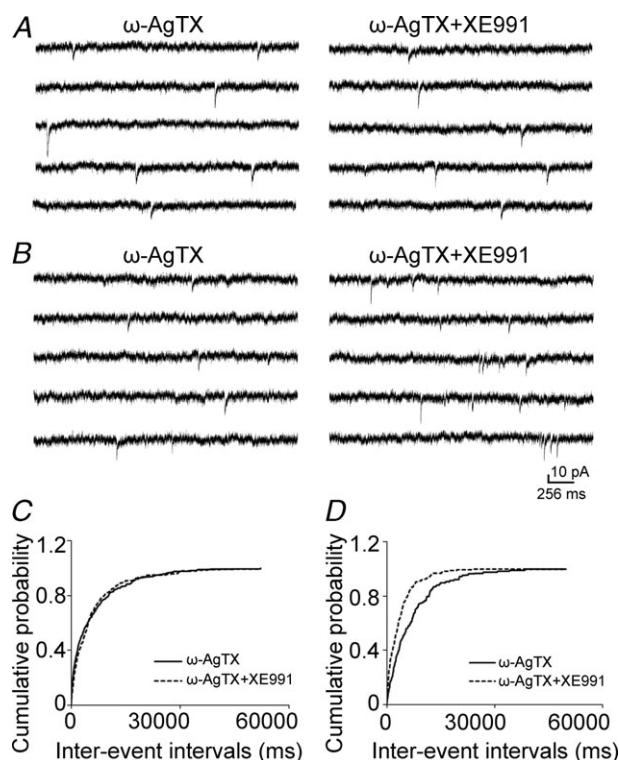 A
ω-AgTX
ω-AgTX+XE991
B
ω-AgTX
ω-AgTX+XE991
10 pA
256 ms
C
Cumulative probability
1.2
0.8
0.4
0
ω-AgTX
ω-AgTX+XE991
0
30000
60000
Inter-event intervals (ms)
D
Cumulative probability
1.2
0.8
0.4
0
ω-AgTX
ω-AgTX+XE991
0
30000
60000
Inter-event intervals (ms)